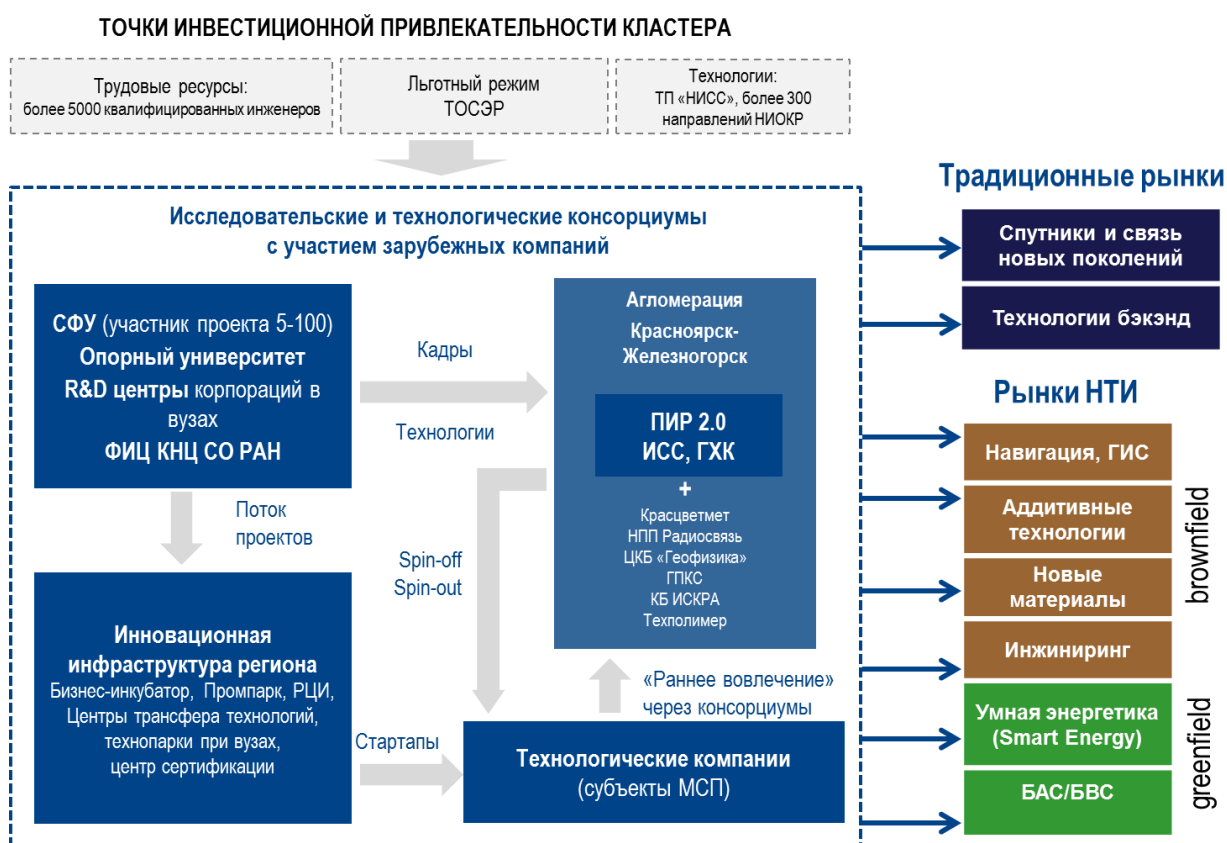 ТОЧКИ ИНВЕСТИЦИОННОЙ ПРИВЛЕКАТЕЛЬНОСТИ КЛАСТЕРА
Трудовые ресурсы:
более 5000 квалифицированных инженеров
Льготный режим
ТОСЭР
Технологии:
ТП «НИСС», более 300
направлений НИОКР
Исследовательские и технологические консорциумы
с участием зарубежных компаний
СФУ (участник проекта 5-100)
Опорный университет
R&D центры корпораций в
вузах
ФИЦ КНЦ СО РАН
Кадры
Технологии
Агломерация
Красноярск-
Железногорск
ПИР 2.0
ИСС, ГХК
+
Красцветмет
НПП Радиосвязь
ЦКБ «Геофизика»
ГПКС
КБ ИСКРА
Техполимер
Поток
проектов
Spin-off
Spin-out
Инновационная
инфраструктура региона
Бизнес-инкубатор, Промпарк, РЦИ,
Центры трансфера технологий,
технопарки при вузах,
центр сертификации
Стартапы
«Раннее вовлечение»
через консорциумы
Технологические компании
(субъекты МСП)
Традиционные рынки
Спутники и связь
новых поколений
Технологии бэкэнд
Рынки НТИ
Навигация, ГИС
Аддитивные
технологии
Новые
материалы
Инжиниринг
brownfield
Умная энергетика
(Smart Energy)
БАС/БВС
greenfield